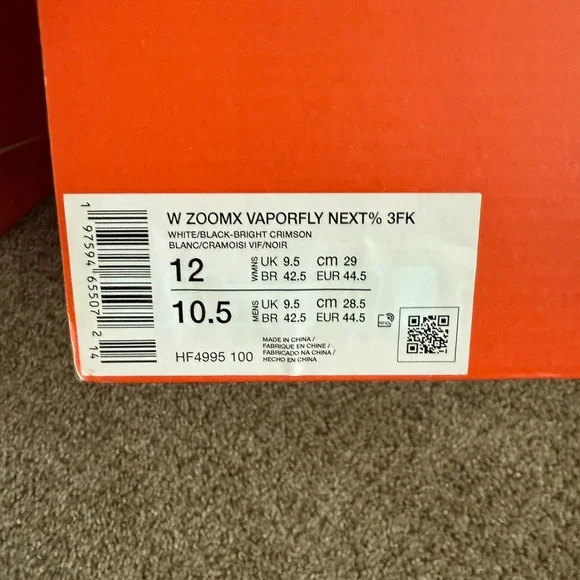 W ZOOMX VAPORFLY NEXT% 3FK
WHITE/BLACK-BRIGHT CRIMSON
BLANC/CRAMOISI VIF/NOIR
12 WMNS UK 9.5 cm 29
BR 42.5 EUR 44.5
10.5 MENS UK 9.5 cm 28.5
BR 42.5 EUR 44.5
HF4995 100
MADE IN CHINA /
FABRIQUE EN CHINE /
FABRICADO NA CHINA /
HECHO EN CHINA
1 97594 65507 2 14